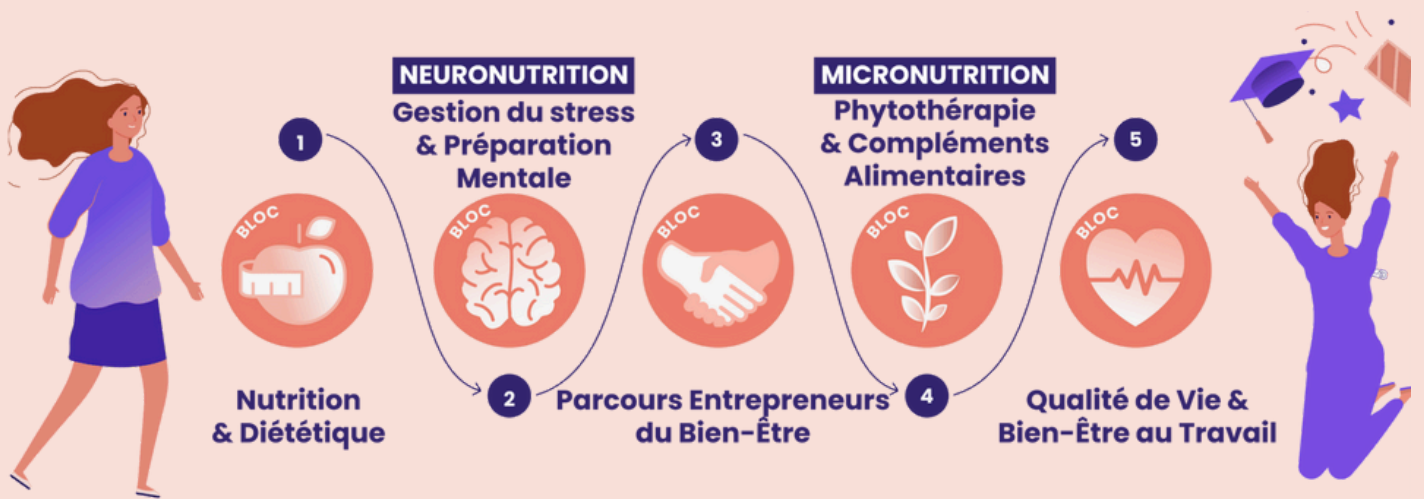 1
BLOC
Nutrition
& Diététique
NEURONUTRITION
Gestion du stress
& Préparation
Mentale
BLOC
2
3
BLOC
Parcours Entrepreneurs
du Bien-Être
MICRONUTRITION
Phytothérapie
& Compléments
Alimentaires
BLOC
4
5
BLOC
Qualité de Vie &
Bien-Être au Travail